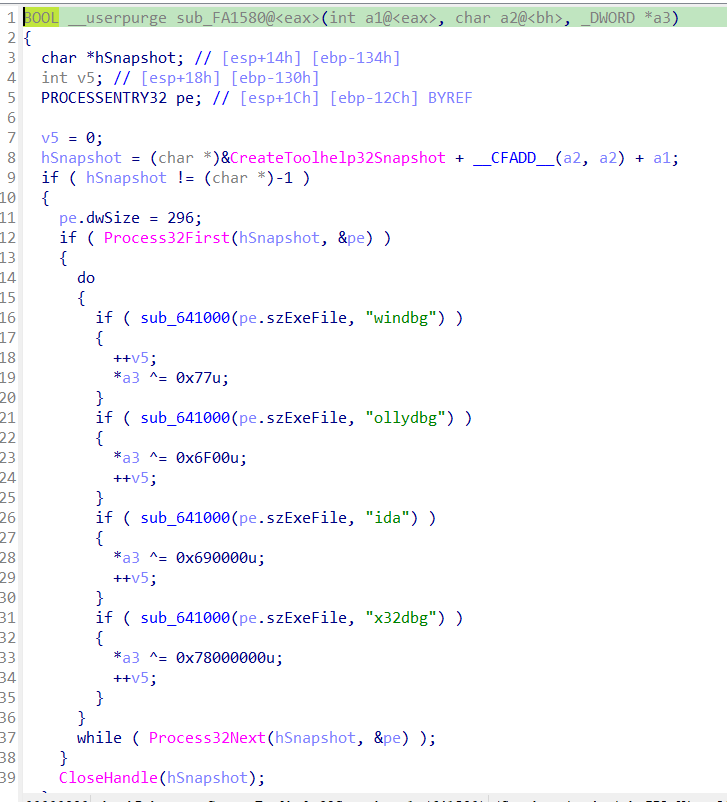 1 BOOL __userpurge sub_FA1580@<eax>(int a1@<eax>, char a2@<bh>, _DWORD *a3)
2 {
3 char *hSnapshot; // [esp+14h] [ebp-134h]
4 int v5; // [esp+18h] [ebp-130h]
5 PROCESSENTRY32 pe; // [esp+1Ch] [ebp-12Ch] BYREF
6
7 v5 = 0;
8 hSnapshot = (char *)&CreateToolhelp32Snapshot + __CFADD__(a2, a2) + a1;
9 if ( hSnapshot != (char *)-1 )
10 {
11 pe.dwSize = 296;
12 if ( Process32First(hSnapshot, &pe) )
13 {
14 do
15 {
16 if ( sub_641000(pe.szExeFile, "windbg") )
17 {
18 ++v5;
19 *a3 ^= 0x77u;
20 }
21 if ( sub_641000(pe.szExeFile, "ollydbg") )
22 {
23 *a3 ^= 0x6F00u;
24 ++v5;
25 }
26 if ( sub_641000(pe.szExeFile, "ida") )
27 {
28 *a3 ^= 0x690000u;
29 ++v5;
30 }
31 if ( sub_641000(pe.szExeFile, "x32dbg") )
32 {
33 *a3 ^= 0x78000000u;
34 ++v5;
35 }
36 }
37 while ( Process32Next(hSnapshot, &pe) );
38 }
39 CloseHandle(hSnapshot);